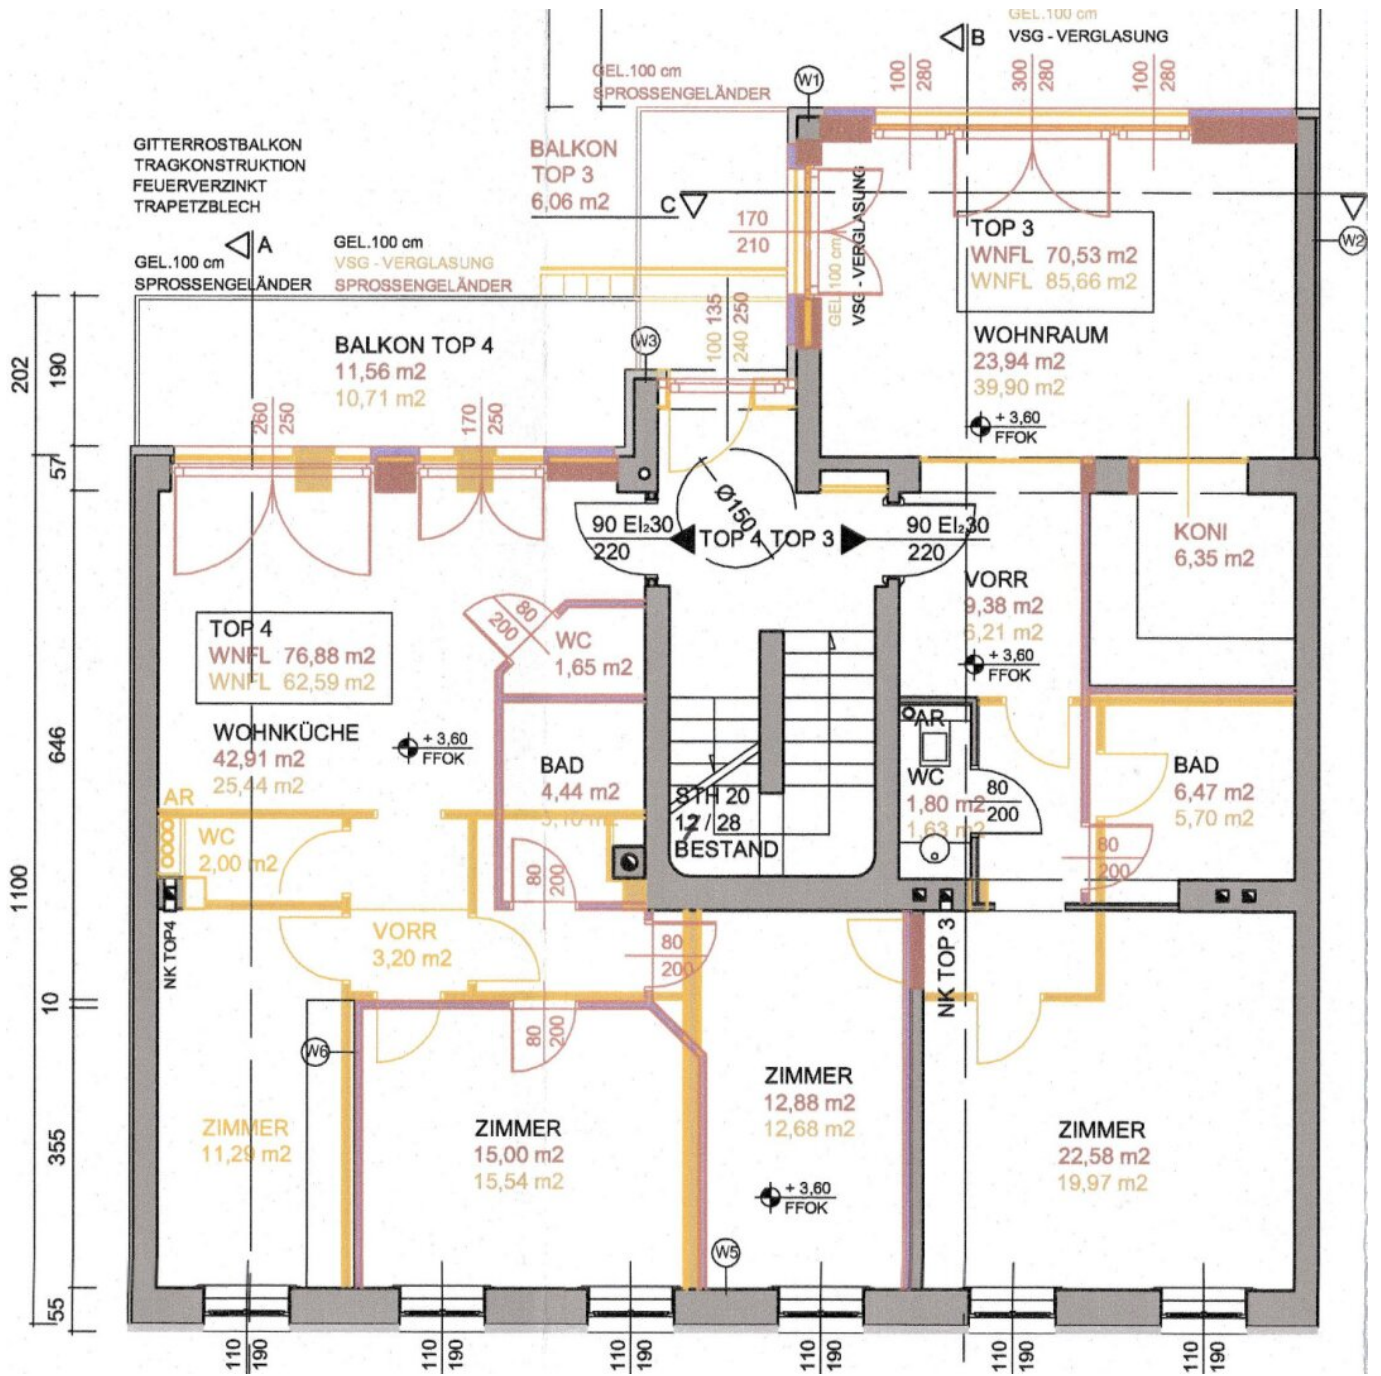 GEL.100 cm
VSG - VERGLASUNG
B
GEL.100 cm
SPROSSENGELÄNDER
W1
100
280
300
280
100
280
GITTERROSTBALKON
TRAGKONSTRUKTION
FEUERVERZINKT
TRAPETZBLECH
BALKON
TOP 3
6,06 m2
C
170
210
GEL.100 cm
VSG - VERGLASUNG
TOP 3
WNFL 70,53 m2
WNFL 85,66 m2
W2
A
GEL.100 cm
SPROSSENGELÄNDER
GEL.100 cm
VSG - VERGLASUNG
SPROSSENGELÄNDER
100 135
240 250
W3
BALKON TOP 4
11,56 m2
10,71 m2
WOHNRAUM
23,94 m2
39,90 m2
+ 3,60
FFOK
202
190
57
260
250
170
250
Ø150
90 EI₂30
220
TOP 4
TOP 3
90 EI₂30
220
KONI
6,35 m2
VORR
9,38 m2
6,21 m2
+ 3,60
FFOK
80
200
WC
1,65 m2
TOP 4
WNFL 76,88 m2
WNFL 62,59 m2
WOHNKÜCHE
42,91 m2
25,44 m2
+ 3,60
FFOK
646
AR
BAD
4,44 m2
STH 20
17 / 28
BESTAND
AR
WC
1,80 m2
1,63 m2
80
200
BAD
6,47 m2
5,70 m2
80
200
AR
WC
2,00 m2
80
200
1100
NK TOP4
VORR
3,20 m2
80
200
NK TOP 3
10
W6
80
200
ZIMMER
11,29 m2
ZIMMER
15,00 m2
15,54 m2
ZIMMER
12,88 m2
12,68 m2
+ 3,60
FFOK
ZIMMER
22,58 m2
19,97 m2
355
W5
55
110
190
110
190
110
190
110
190
110
190
110
190